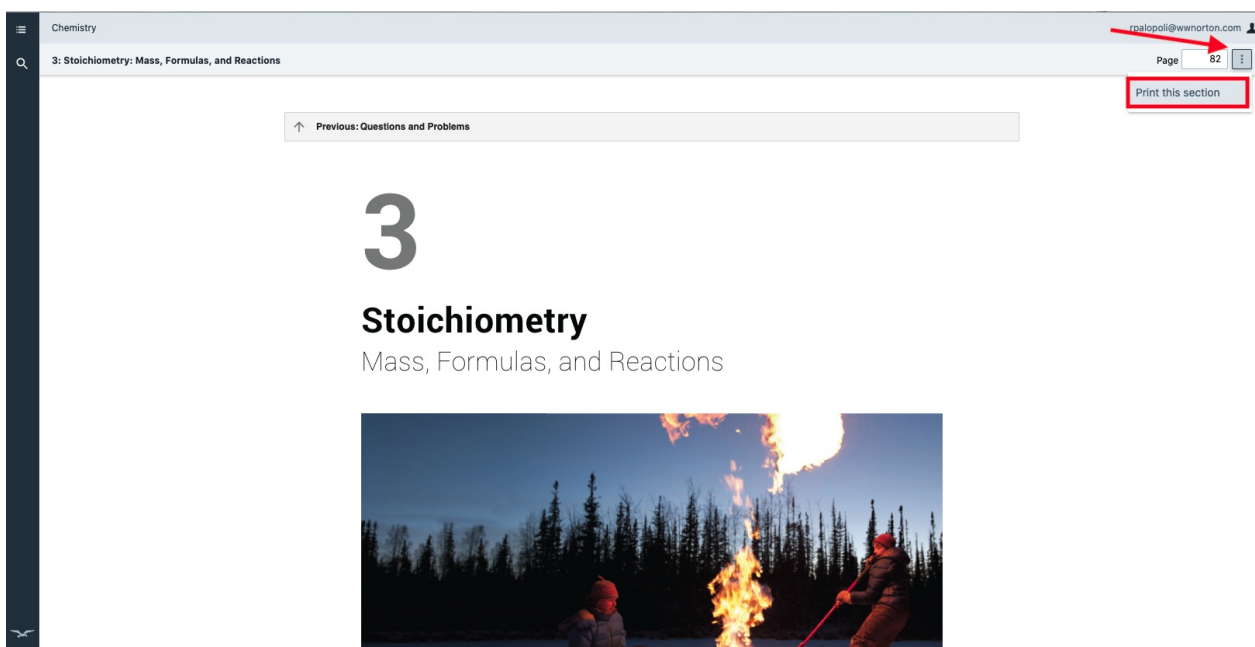 Chemistry
rpalopoli@wwnorton.com
3: Stoichiometry: Mass, Formulas, and Reactions
Page 82
Print this section
Previous: Questions and Problems
3
Stoichiometry
Mass, Formulas, and Reactions